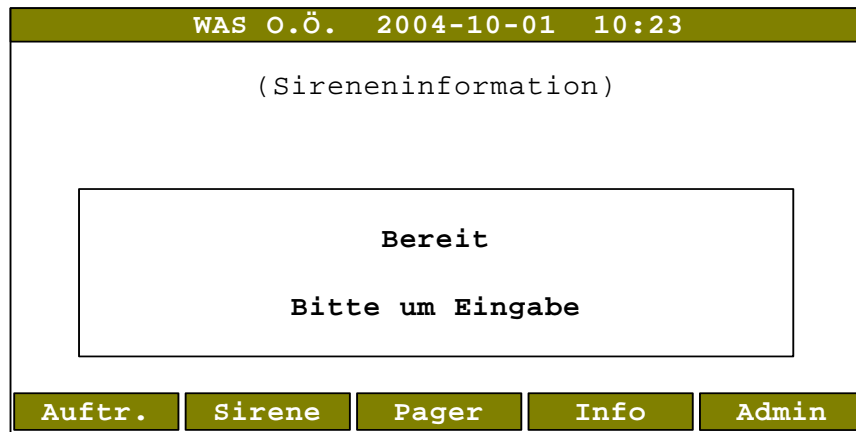 WAS O.Ö. 2004-10-01 10:23
(Sireneninformation)
Bereit
Bitte um Eingabe
Auftr. Sirene Pager Info Admin